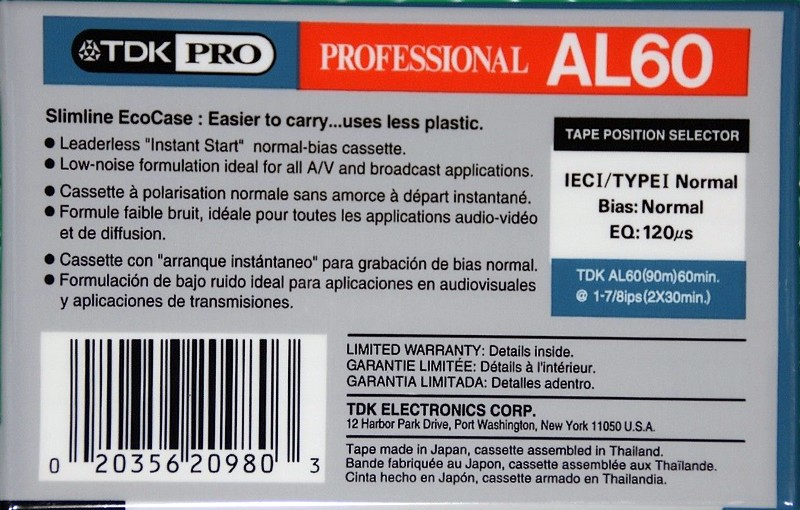 TDK PRO PROFESSIONAL AL60
Slimline EcoCase : Easier to carry...uses less plastic.
● Leaderless "Instant Start" normal-bias cassette.
● Low-noise formulation ideal for all A/V and broadcast applications.
● Cassette à polarisation normale sans amorce à départ instantané.
● Formule faible bruit, idéale pour toutes les applications audio-vidéo
et de diffusion.
● Cassette con "arranque instántaneo" para grabación de bias normal.
● Formulación de bajo ruido ideal para aplicaciones en audiovisuales
y aplicaciones de transmisiones.
TAPE POSITION SELECTOR
IECI/TYPEI Normal
Bias: Normal
EQ: 120µs
TDK AL60(90m)60min.
@ 1-7/8ips(2X30min.)
0 20356 20980 3
LIMITED WARRANTY: Details inside.
GARANTIE LIMITÉE: Détails à l'intérieur.
GARANTIA LIMITADA: Detalles adentro.
TDK ELECTRONICS CORP.
12 Harbor Park Drive, Port Washington, New York 11050 U.S.A.
Tape made in Japan, cassette assembled in Thailand.
Bande fabriquée au Japon, cassette assemblée aux Thaïlande.
Cinta hecho en Japón, cassette armado en Thailandia.